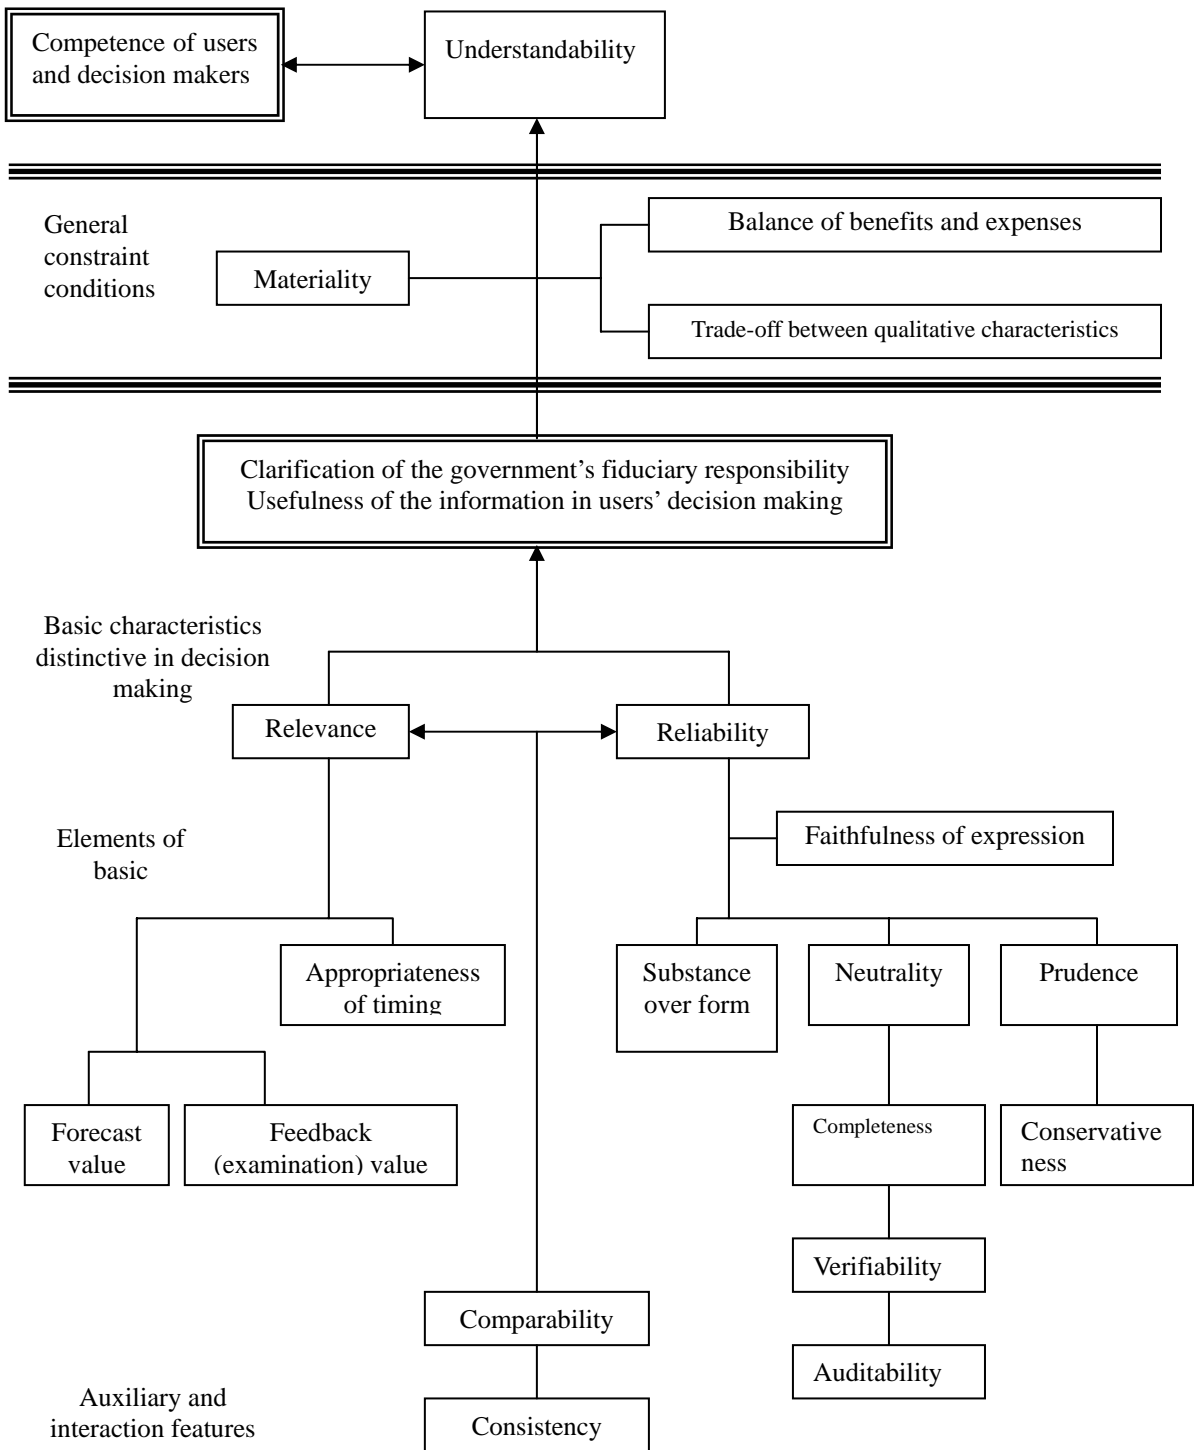 Competence of users
and decision makers
Understandability
General
constraint
conditions
Materiality
Balance of benefits and expenses
Trade-off between qualitative characteristics
Clarification of the government’s fiduciary responsibility
Usefulness of the information in users’ decision making
Basic characteristics
distinctive in decision
making
Relevance
Reliability
Elements of
basic
Faithfulness of expression
Appropriateness
of timing
Substance
over form
Neutrality
Prudence
Forecast
value
Feedback
(examination) value
Completeness
Conservative
ness
Verifiability
Comparability
Auditability
Auxiliary and
interaction features
Consistency